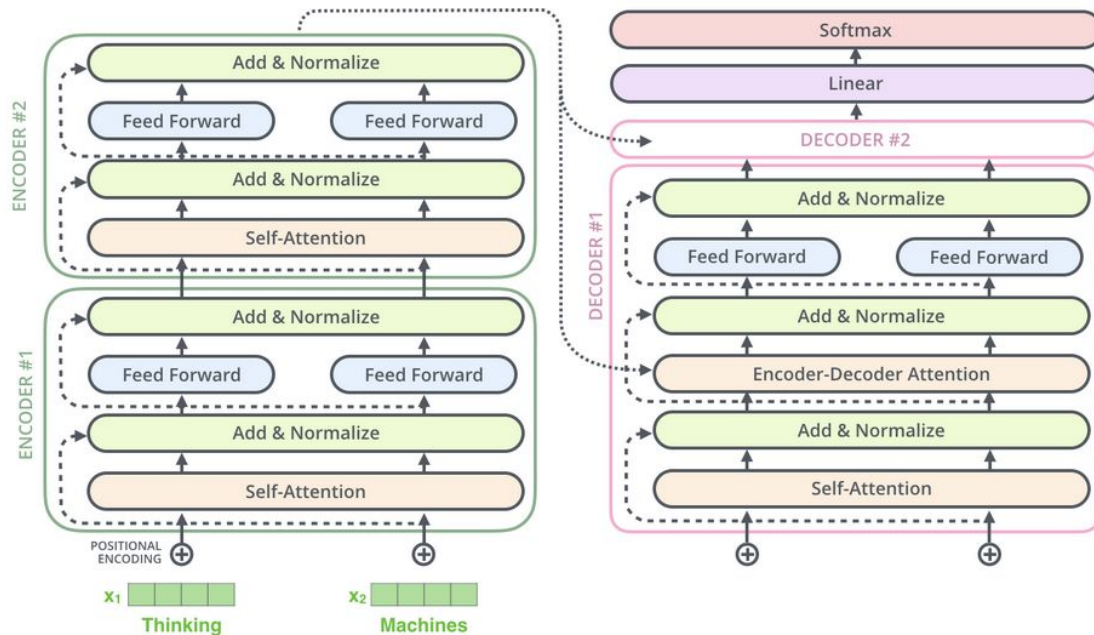 ENCODER #2
Add & Normalize
Feed Forward
Feed Forward
Add & Normalize
Self-Attention
ENCODER #1
Add & Normalize
Feed Forward
Feed Forward
Add & Normalize
Self-Attention
POSITIONAL
ENCODING
x₁
x₂
Thinking
Machines
Softmax
Linear
DECODER #2
DECODER #1
Add & Normalize
Feed Forward
Feed Forward
Add & Normalize
Encoder-Decoder Attention
Add & Normalize
Self-Attention